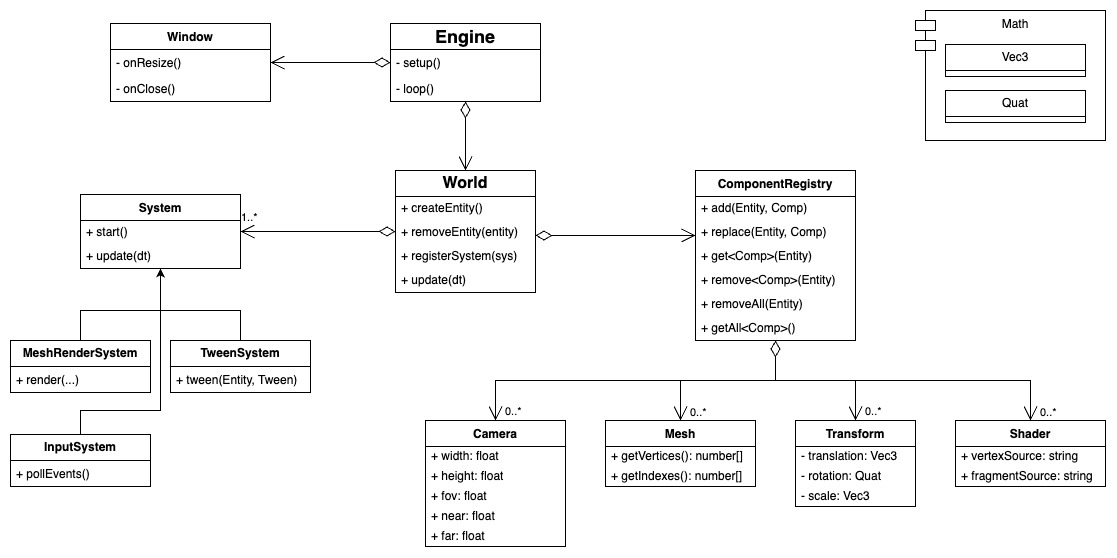 Window
- onResize()
- onClose()
Engine
- setup()
- loop()
Math
Vec3
Quat
System
+ start()
+ update(dt)
1..*
World
+ createEntity()
+ removeEntity(entity)
+ registerSystem(sys)
+ update(dt)
ComponentRegistry
+ add(Entity, Comp)
+ replace(Entity, Comp)
+ get<Comp>(Entity)
+ remove<Comp>(Entity)
+ removeAll(Entity)
+ getAll<Comp>()
MeshRenderSystem
+ render(...)
TweenSystem
+ tween(Entity, Tween)
InputSystem
+ pollEvents()
0..*
Camera
+ width: float
+ height: float
+ fov: float
+ near: float
+ far: float
0..*
Mesh
+ getVertices(): number[]
+ getIndexes(): number[]
0..*
Transform
- translation: Vec3
- rotation: Quat
- scale: Vec3
0..*
Shader
+ vertexSource: string
+ fragmentSource: string